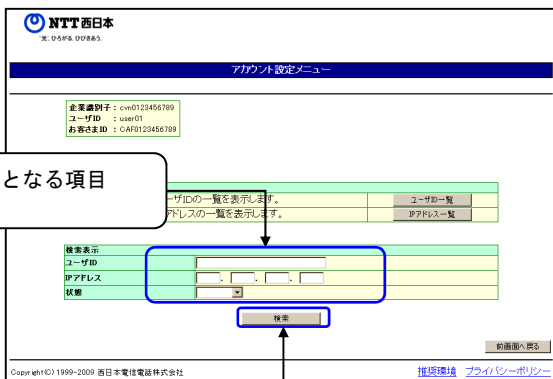 NTT西日本
光、ひろがる。ひびきあう。
アカウント設定メニュー
企業識別子：cvn0123456789
ユーザID ：user01
お客さまID：CAF0123456789
となる項目
ーザIDの一覧を表示します。 ユーザID一覧
アドレスの一覧を表示します。 IPアドレス一覧
検索表示
ユーザID
IPアドレス . . .
状態
検索
前画面へ戻る
Copyright(C) 1999-2009 西日本電信電話株式会社 推奨環境 プライバシーポリシー